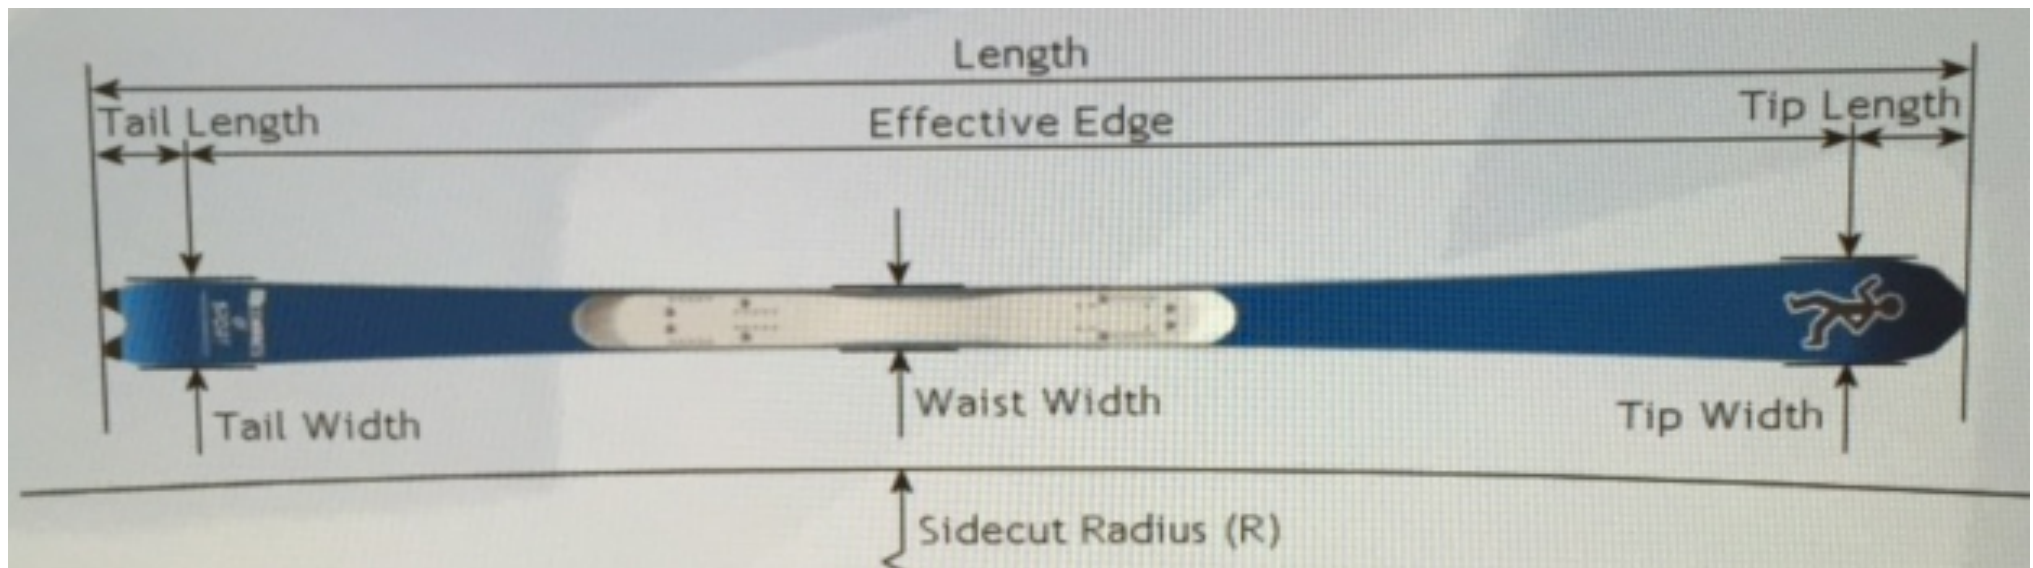 Length
Tail Length
Effective Edge
Tip Length
Waist Width
Tail Width
Tip Width
Sidecut Radius (R)